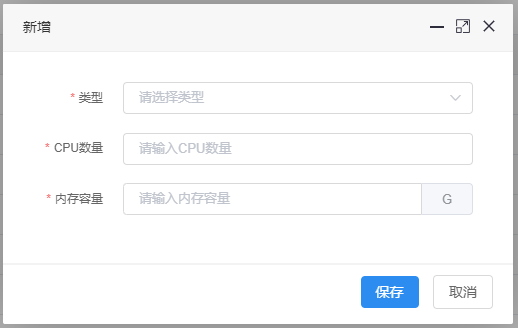 新增
* 类型
请选择类型
* CPU数量
请输入CPU数量
* 内存容量
请输入内存容量
G
保存
取消